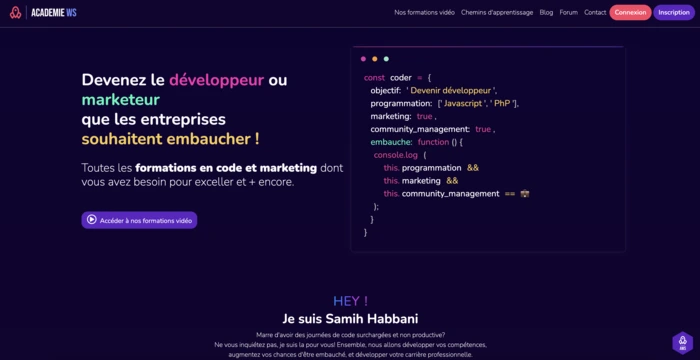 ACADEMIE WS
Nos formations vidéo
Chemins d'apprentissage
Blog
Forum
Contact
Connexion
Inscription
Devenez le développeur ou
marketeur
que les entreprises
souhaitent embaucher !
Toutes les formations en code et marketing dont
vous avez besoin pour exceller et + encore.
Accéder à nos formations vidéo
const coder = {
objectif: ' Devenir développeur ',
programmation: [' Javascript ', ' PhP '],
marketing: true ,
community_management: true ,
embauche: function () {
console.log (
this. programmation &&
this. marketing &&
this. community_management ==
);
}
}
HEY !
Je suis Samih Habbani
Marre d'avoir des journées de code surchargées et non productive?
Ne vous inquiétez pas, je suis la pour vous! Ensemble, nous allons développer vos compétences,
augmentez vos chances d'être embauché, et développer votre carrière professionnelle.